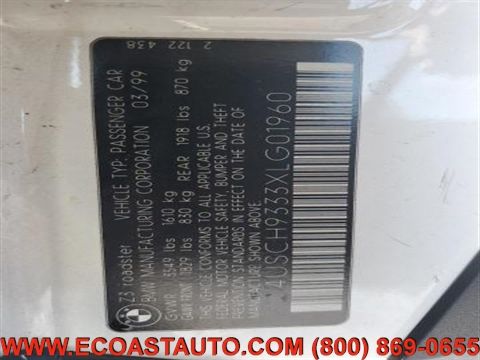 Z3 roadster
VEHICLE TYP: PASSENGER CAR
BMW MANUFACTURING CORPORATION 03/99
GVWR 3549 lbs 1610 kg
GAWR FRONT 1829 lbs 830 kg REAR 1918 lbs 870 kg
THIS VEHICLE CONFORMS TO ALL APPLICABLE U.S.
FEDERAL MOTOR VEHICLE SAFETY, BUMPER AND THEFT
PREVENTION STANDARDS IN EFFECT ON THE DATE OF
MANUFACTURE SHOWN ABOVE
4USCH9333XLG01960
2 122 438
WWW.ECOASTAUTO.COM (800) 869-0655